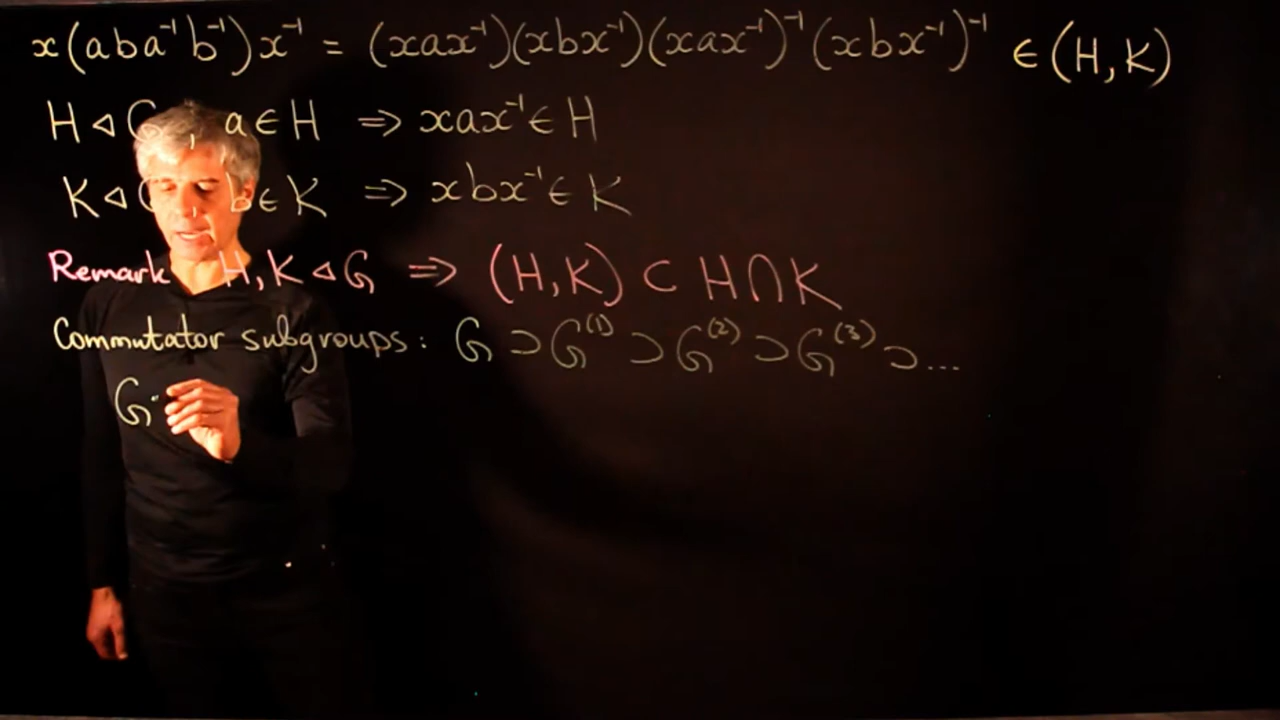 x(aba⁻¹b⁻¹)x⁻¹ = (xax⁻¹)(xbx⁻¹)(xax⁻¹)⁻¹(xbx⁻¹)⁻¹ ∈ (H,K)
H ◁ G, a ∈ H ⇒ xax⁻¹ ∈ H
K ◁ G, b ∈ K ⇒ xbx⁻¹ ∈ K
Remark H,K ◁ G ⇒ (H,K) ⊂ H∩K
Commutator subgroups: G ⊃ G⁽¹⁾ ⊃ G⁽²⁾ ⊃ G⁽³⁾ ⊃ ...
G